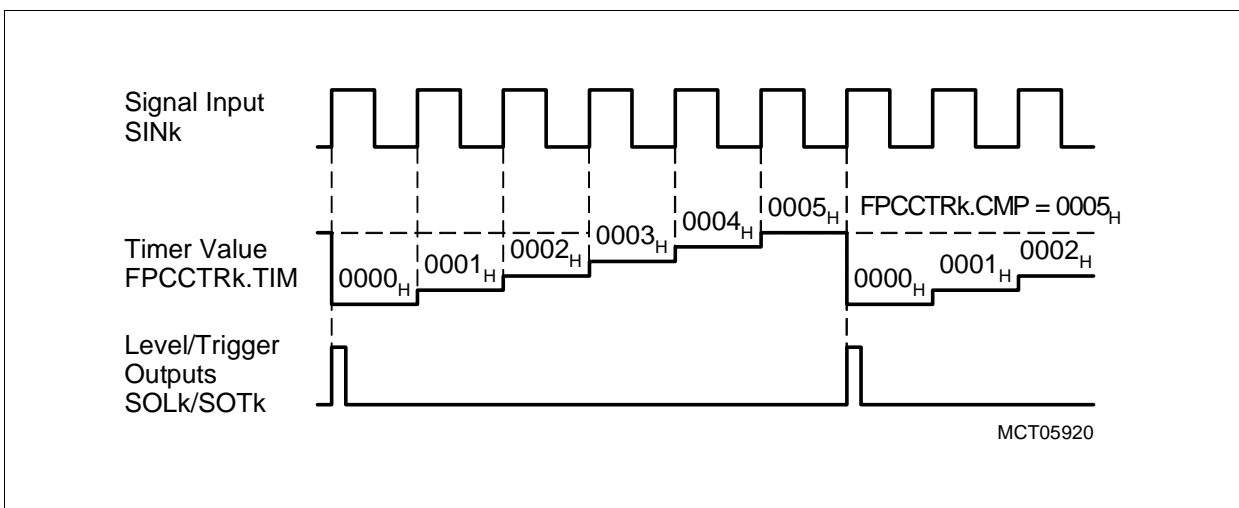 Signal Input
SINk
Timer Value
FPCCTRk.TIM
0000H
0001H
0002H
0003H
0004H
0005H
FPCCTRk.CMP = 0005H
0000H
0001H
0002H
Level/Trigger
Outputs
SOLk/SOTk
MCT05920